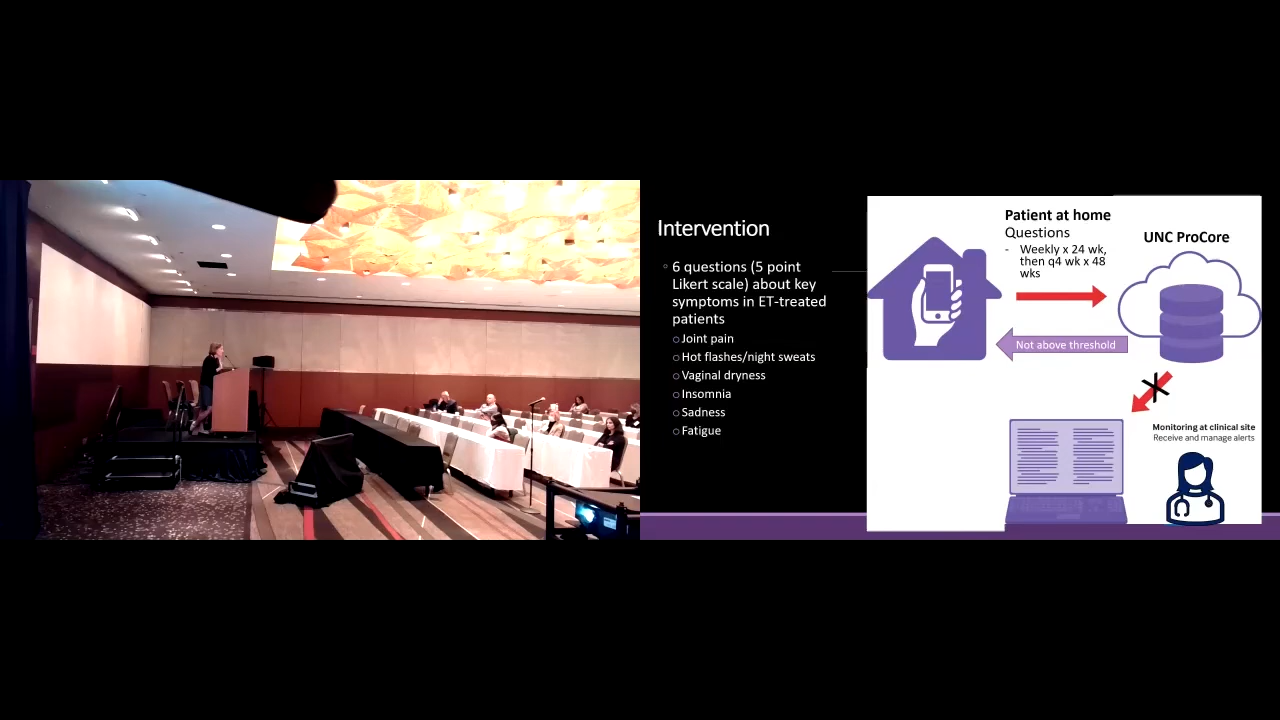 Intervention
6 questions (5 point
Likert scale) about key
symptoms in ET-treated
patients
Joint pain
Hot flashes/night sweats
Vaginal dryness
Insomnia
Sadness
Fatigue
Patient at home
Questions
- Weekly x 24 wk,
then q4 wk x 48
wks
UNC ProCore
Not above threshold
Monitoring at clinical site
Receive and manage alerts